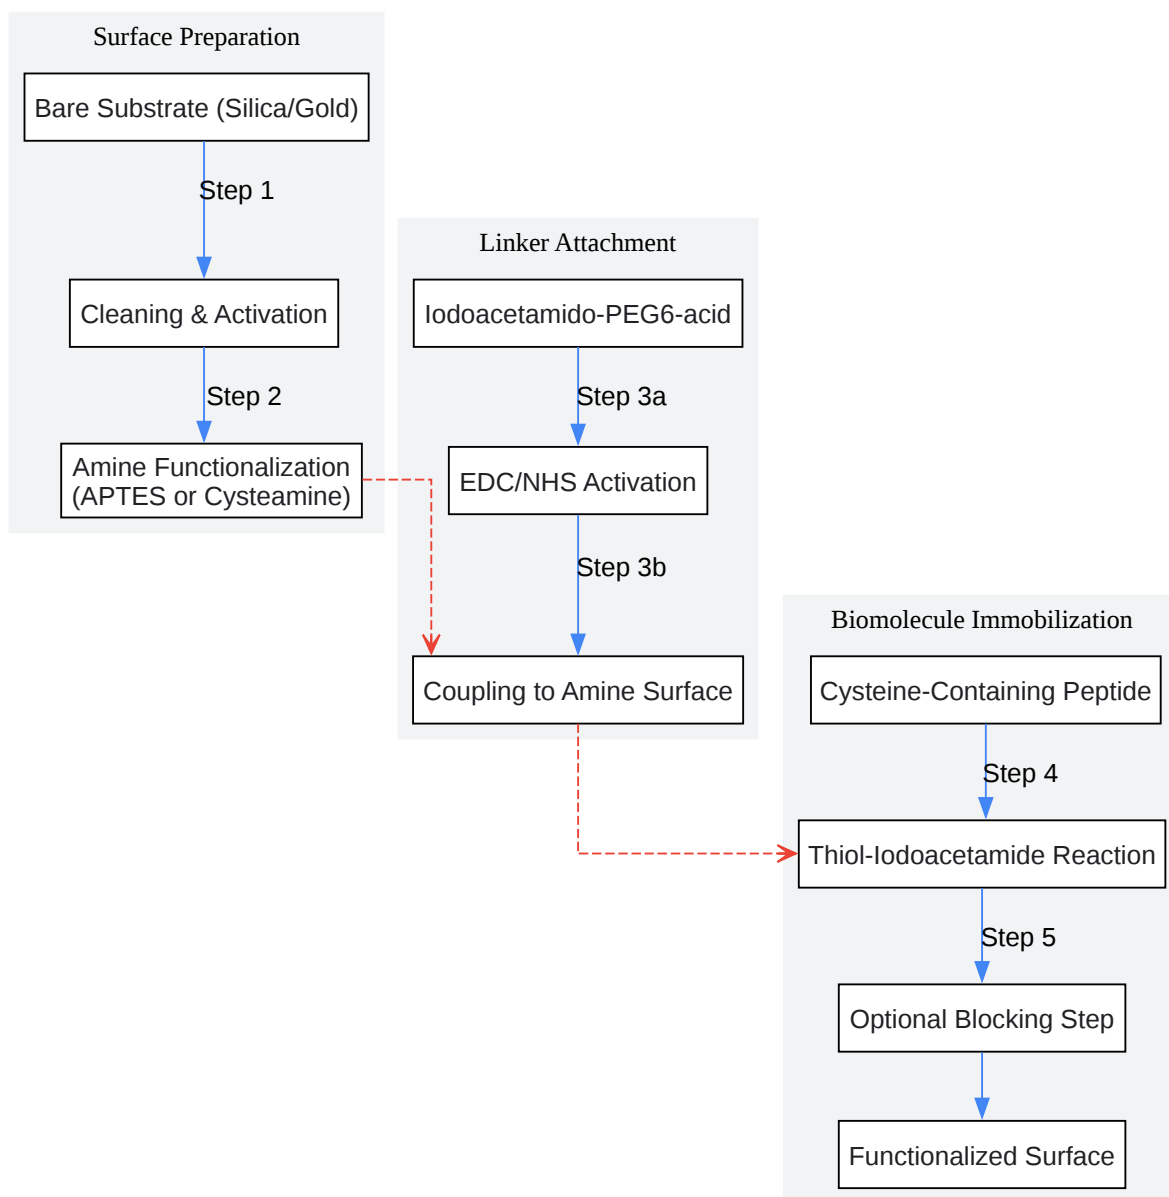 Surface Preparation
Bare Substrate (Silica/Gold)
Step 1
Cleaning & Activation
Step 2
Amine Functionalization
(APTES or Cysteamine)
Linker Attachment
Iodoacetamido-PEG6-acid
Step 3a
EDC/NHS Activation
Step 3b
Coupling to Amine Surface
Biomolecule Immobilization
Cysteine-Containing Peptide
Step 4
Thiol-Iodoacetamide Reaction
Step 5
Optional Blocking Step
Functionalized Surface